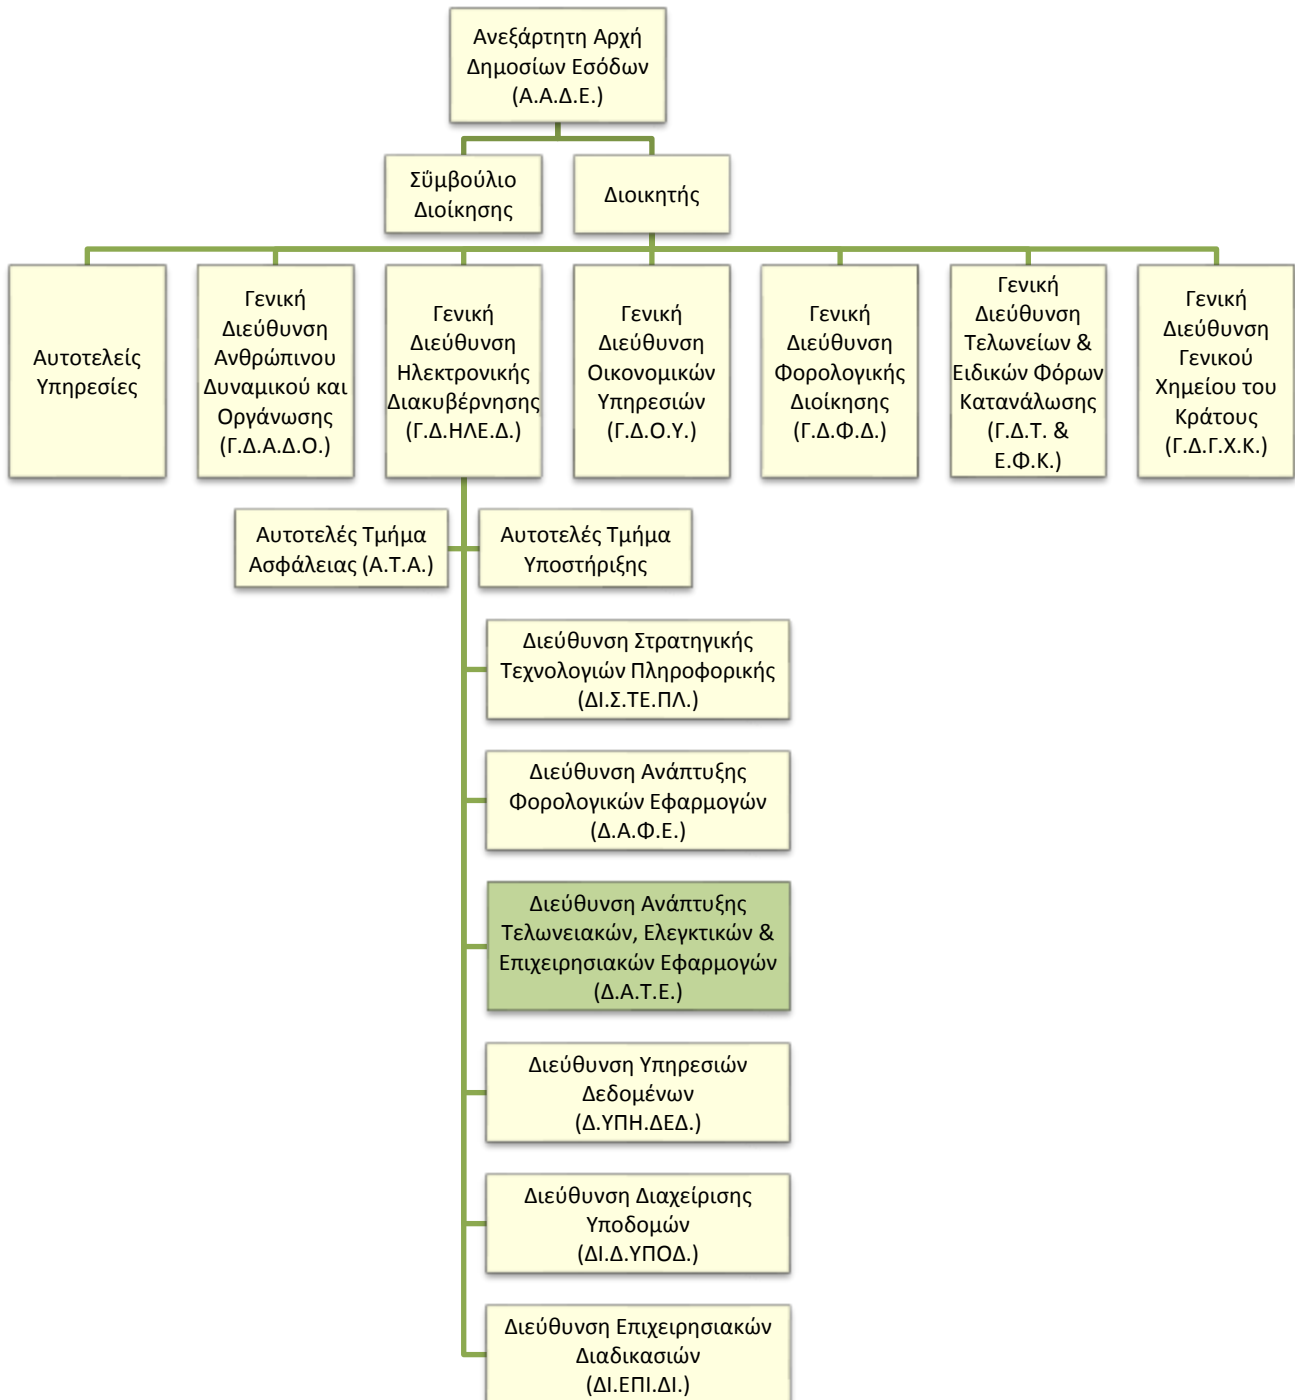 Ανεξάρτητη Αρχή
Δημοσίων Εσόδων
(Α.Α.Δ.Ε.)
Σΰμβούλιο
Διοίκησης
Διοικητής
Αυτοτελείς
Υπηρεσίες
Γενική
Διεύθυνση
Ανθρώπινου
Δυναμικού και
Οργάνωσης
(Γ.Δ.Α.Δ.Ο.)
Γενική
Διεύθυνση
Ηλεκτρονικής
Διακυβέρνησης
(Γ.Δ.ΗΛΕ.Δ.)
Γενική
Διεύθυνση
Οικονομικών
Υπηρεσιών
(Γ.Δ.Ο.Υ.)
Γενική
Διεύθυνση
Φορολογικής
Διοίκησης
(Γ.Δ.Φ.Δ.)
Γενική
Διεύθυνση
Τελωνείων &
Ειδικών Φόρων
Κατανάλωσης
(Γ.Δ.Τ. &
Ε.Φ.Κ.)
Γενική
Διεύθυνση
Γενικού
Χημείου του
Κράτους
(Γ.Δ.Γ.Χ.Κ.)
Αυτοτελές Τμήμα
Ασφάλειας (Α.Τ.Α.)
Αυτοτελές Τμήμα
Υποστήριξης
Διεύθυνση Στρατηγικής
Τεχνολογιών Πληροφορικής
(ΔΙ.Σ.ΤΕ.ΠΛ.)
Διεύθυνση Ανάπτυξης
Φορολογικών Εφαρμογών
(Δ.Α.Φ.Ε.)
Διεύθυνση Ανάπτυξης
Τελωνειακών, Ελεγκτικών &
Επιχειρησιακών Εφαρμογών
(Δ.Α.Τ.Ε.)
Διεύθυνση Υπηρεσιών
Δεδομένων
(Δ.ΥΠΗ.ΔΕΔ.)
Διεύθυνση Διαχείρισης
Υποδομών
(ΔΙ.Δ.ΥΠΟΔ.)
Διεύθυνση Επιχειρησιακών
Διαδικασιών
(ΔΙ.ΕΠΙ.ΔΙ.)